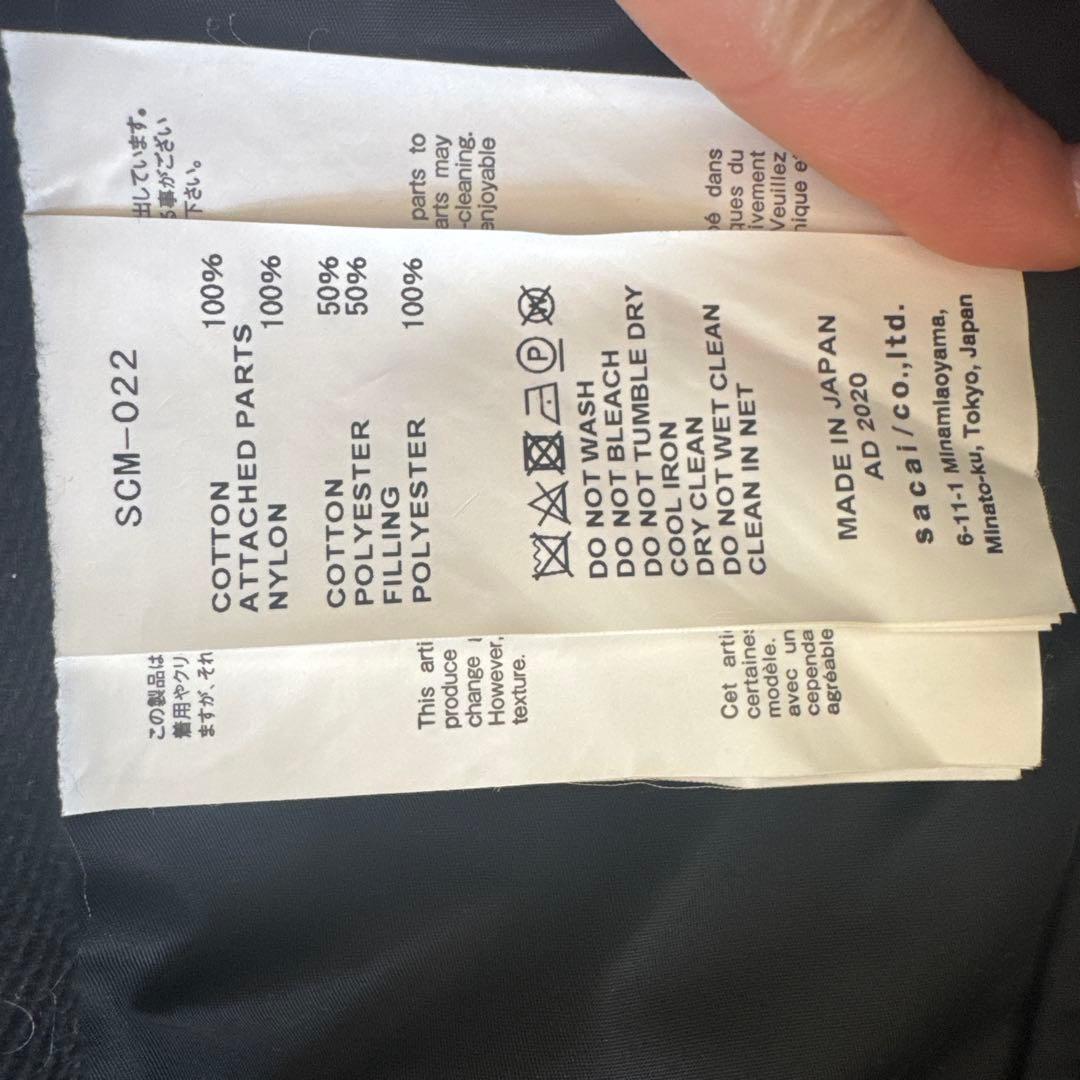 SCM-022
COTTON 100%
ATTACHED PARTS
NYLON 100%
COTTON 50%
POLYESTER 50%
FILLING
POLYESTER 100%
P W
DO NOT WASH
DO NOT BLEACH
DO NOT TUMBLE DRY
COOL IRON
DRY CLEAN
DO NOT WET CLEAN
CLEAN IN NET
MADE IN JAPAN
AD 2020
sacai/co.,ltd.
6-11-1 Minamiaoyama,
Minato-ku, Tokyo, Japan
この製品は 出しています。
着用やクリ 事がござい
ますが、それ 下さい。
This arti parts to
produce arts may
change -cleaning.
However, enjoyable
texture.
Cet arti é dans
certaines ques du
modèle. ivement
avec un Veuillez
cependa nique e
agréable